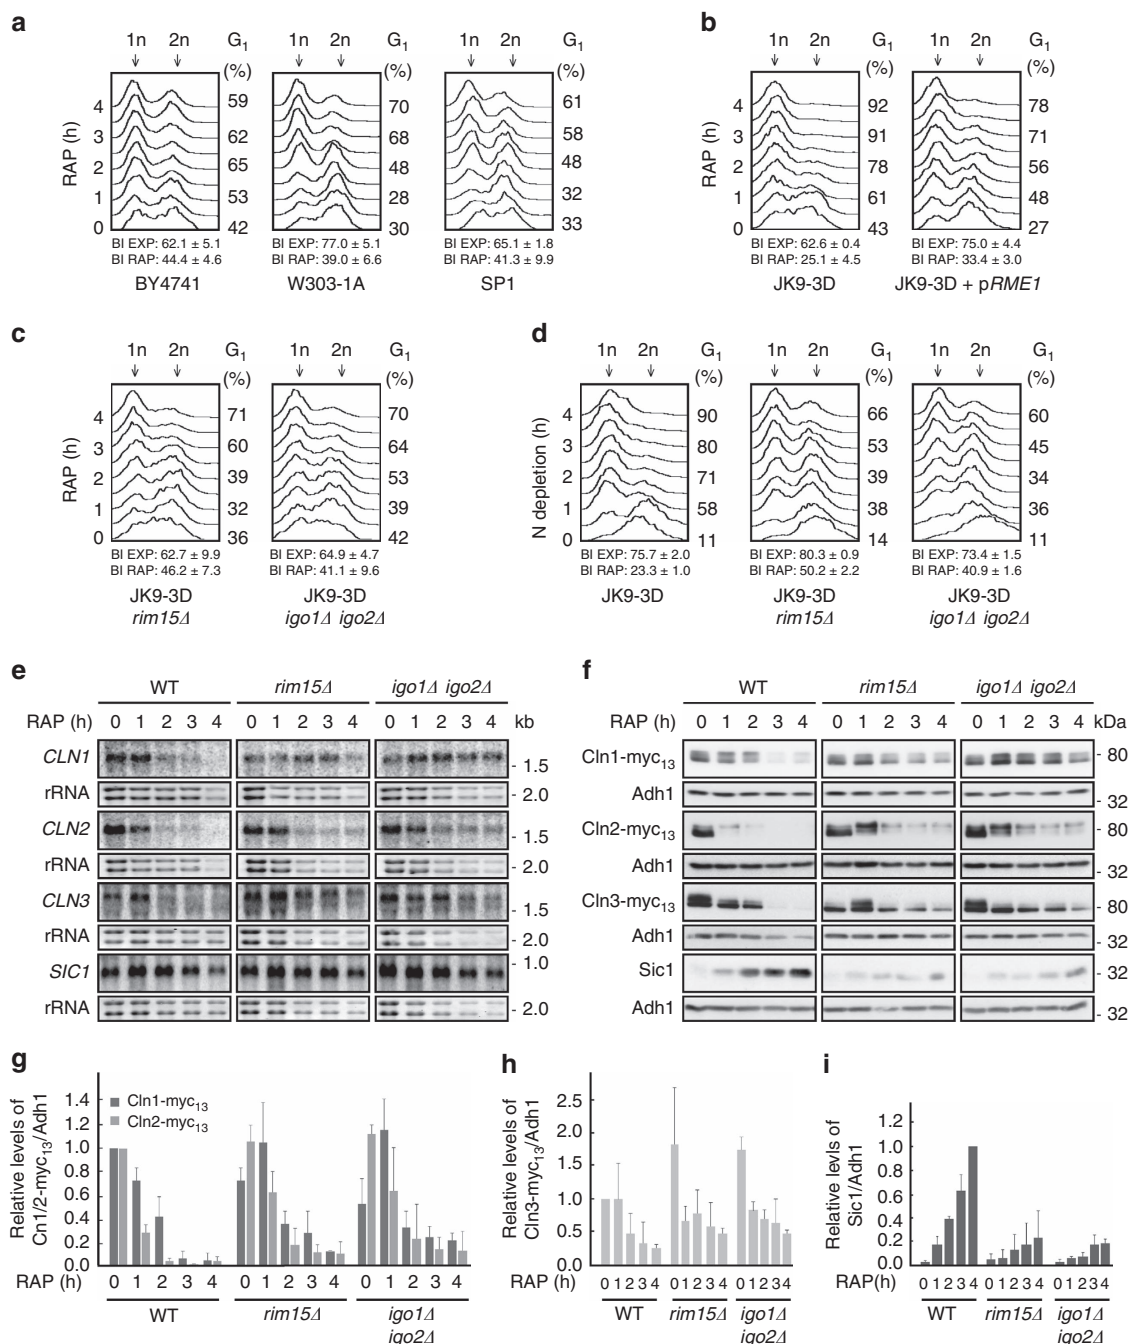 a
1n 2n G1 (%)
1n 2n G1 (%)
1n 2n G1 (%)
RAP (h)
4 3 2 1 0
59 62 65 53 42
70 68 48 28 30
61 58 48 32 33
BI EXP: 62.1 ± 5.1
BI RAP: 44.4 ± 4.6
BY4741
BI EXP: 77.0 ± 5.1
BI RAP: 39.0 ± 6.6
W303-1A
BI EXP: 65.1 ± 1.8
BI RAP: 41.3 ± 9.9
SP1
b
1n 2n G1 (%)
1n 2n G1 (%)
RAP (h)
4 3 2 1 0
92 91 78 61 43
78 71 56 48 27
BI EXP: 62.6 ± 0.4
BI RAP: 25.1 ± 4.5
JK9-3D
BI EXP: 75.0 ± 4.4
BI RAP: 33.4 ± 3.0
JK9-3D + pRME1
c
1n 2n G1 (%)
1n 2n G1 (%)
RAP (h)
4 3 2 1 0
71 60 39 32 36
70 64 53 39 42
BI EXP: 62.7 ± 9.9
BI RAP: 46.2 ± 7.3
JK9-3D
rim15Δ
BI EXP: 64.9 ± 4.7
BI RAP: 41.1 ± 9.6
JK9-3D
igo1Δ igo2Δ
d
1n 2n G1 (%)
1n 2n G1 (%)
1n 2n G1 (%)
N depletion (h)
4 3 2 1 0
90 80 71 58 11
66 53 39 38 14
60 45 34 36 11
BI EXP: 75.7 ± 2.0
BI RAP: 23.3 ± 1.0
JK9-3D
BI EXP: 80.3 ± 0.9
BI RAP: 50.2 ± 2.2
JK9-3D
rim15Δ
BI EXP: 73.4 ± 1.5
BI RAP: 40.9 ± 1.6
JK9-3D
igo1Δ igo2Δ
e
WT rim15Δ igo1Δ igo2Δ
RAP (h) 0 1 2 3 4 0 1 2 3 4 0 1 2 3 4 kb
CLN1 - 1.5
rRNA - 2.0
CLN2 - 1.5
rRNA - 2.0
CLN3 - 1.5
rRNA - 2.0
SIC1 - 1.0
rRNA - 2.0
f
WT rim15Δ igo1Δ igo2Δ
RAP (h) 0 1 2 3 4 0 1 2 3 4 0 1 2 3 4 kDa
Cln1-myc13 - 80
Adh1 - 32
Cln2-myc13 - 80
Adh1 - 32
Cln3-myc13 - 80
Adh1 - 32
Sic1 - 32
Adh1 - 32
g
Relative levels of
Cn1/2-myc13/Adh1
1.4 1.2 1.0 0.8 0.6 0.4 0.2 0.0
Cln1-myc13
Cln2-myc13
RAP (h) 0 1 2 3 4 0 1 2 3 4 0 1 2 3 4
WT rim15Δ igo1Δ
igo2Δ
h
Relative levels of
Cln3-myc13/Adh1
2.5 2.0 1.5 1.0 0.5 0.0
RAP (h) 0 1 2 3 4 0 1 2 3 4 0 1 2 3 4
WT rim15Δ igo1Δ
igo2Δ
i
Relative levels of
Sic1/Adh1
1.2 1.0 0.8 0.6 0.4 0.2 0.0
RAP(h) 0 1 2 3 4 0 1 2 3 4 0 1 2 3 4
WT rim15Δ igo1Δ
igo2Δ